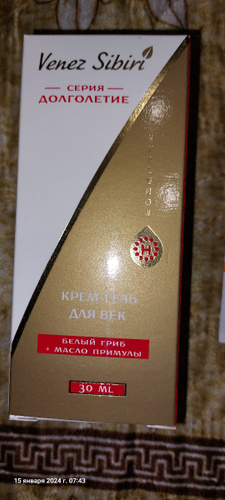 Venez Sibiri
СЕРИЯ
ДОЛГОЛЕТИЕ
КРЕМ-ГЕЛЬ
ДЛЯ ВЕК
БЕЛЫЙ ГРИБ
+ МАСЛО ПРИМУЛЫ
30 ML
15 января 2024 г. 07:43